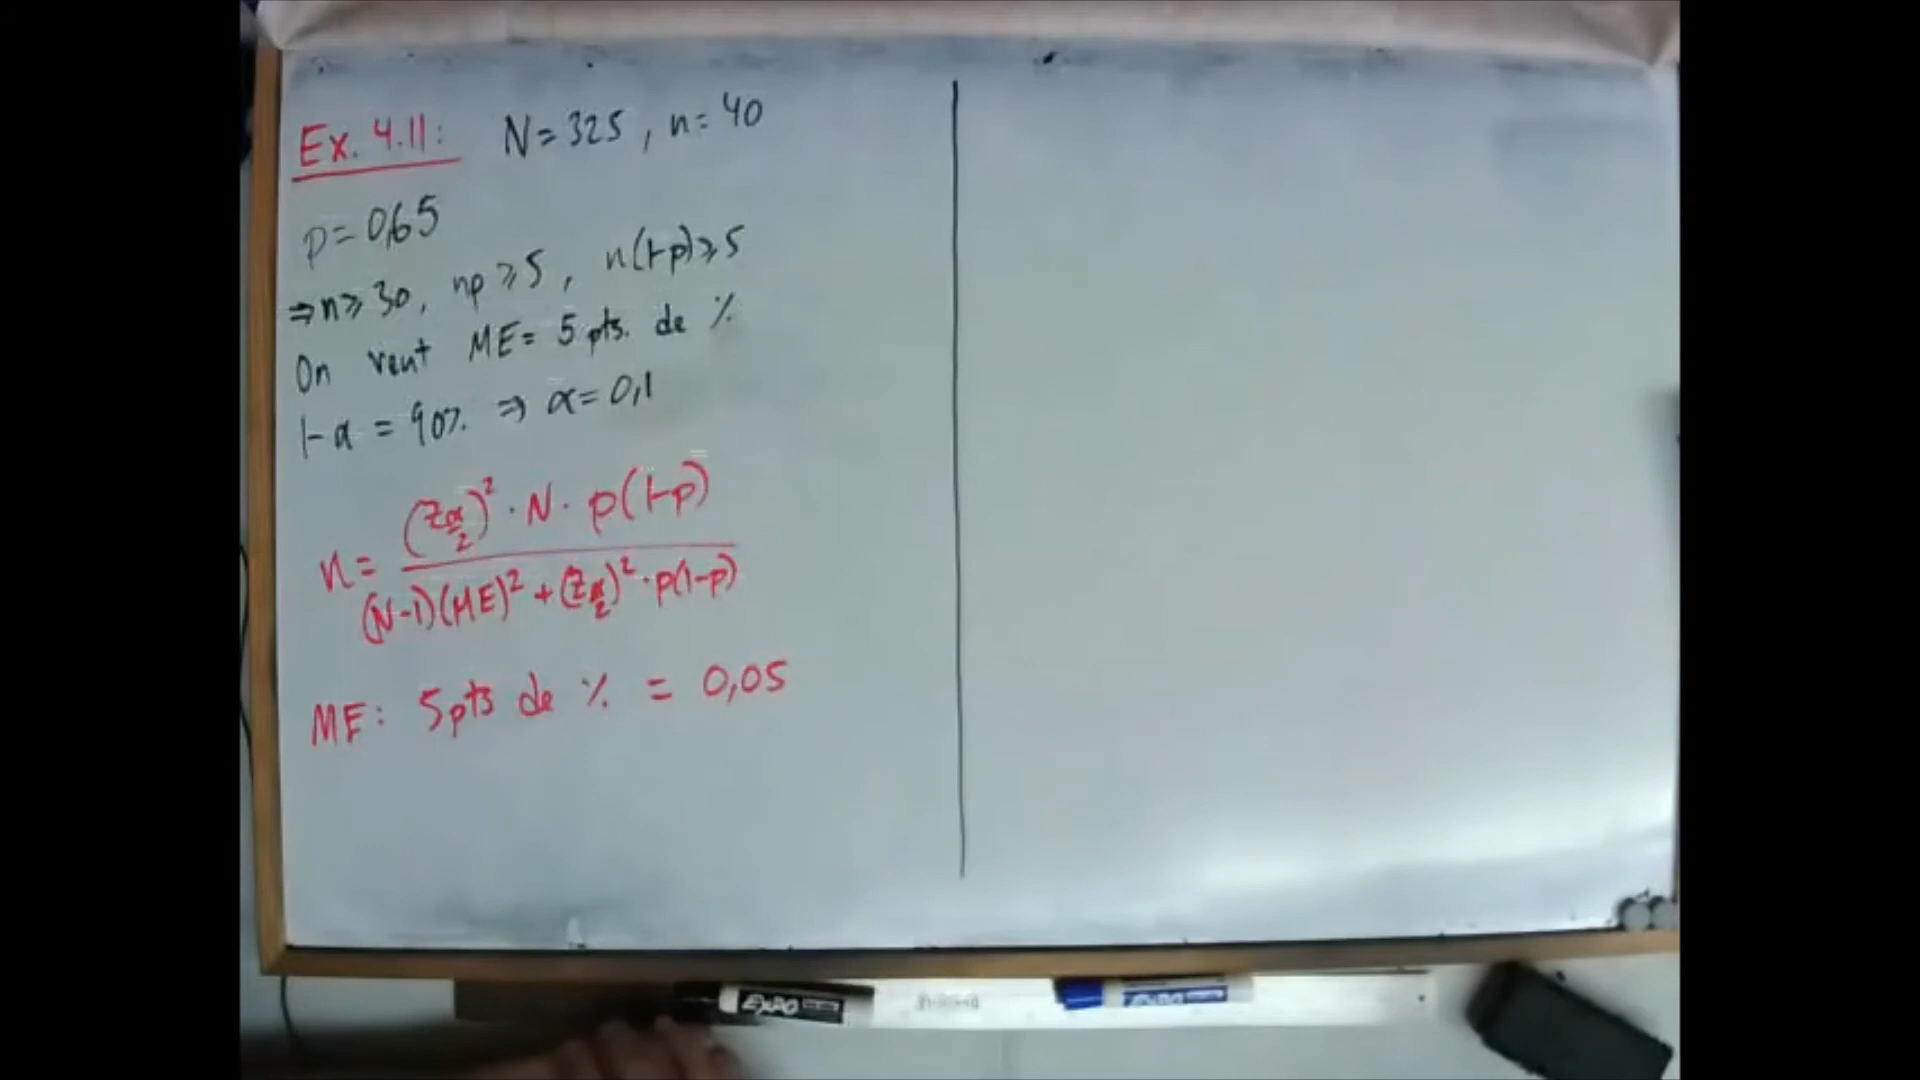 Ex. 4.11: N=325, n=40
p=0,65
⇒n≥30, np≥5, n(1-p)≥5
On veut ME= 5 pts. de %
1-α = 90% ⇒ α=0,1
n= (Zα/2)²·N·p(1-p) / (N-1)(ME)²+(Zα/2)²·p(1-p)
ME: 5pts de % = 0,05
EXPO
EXPO